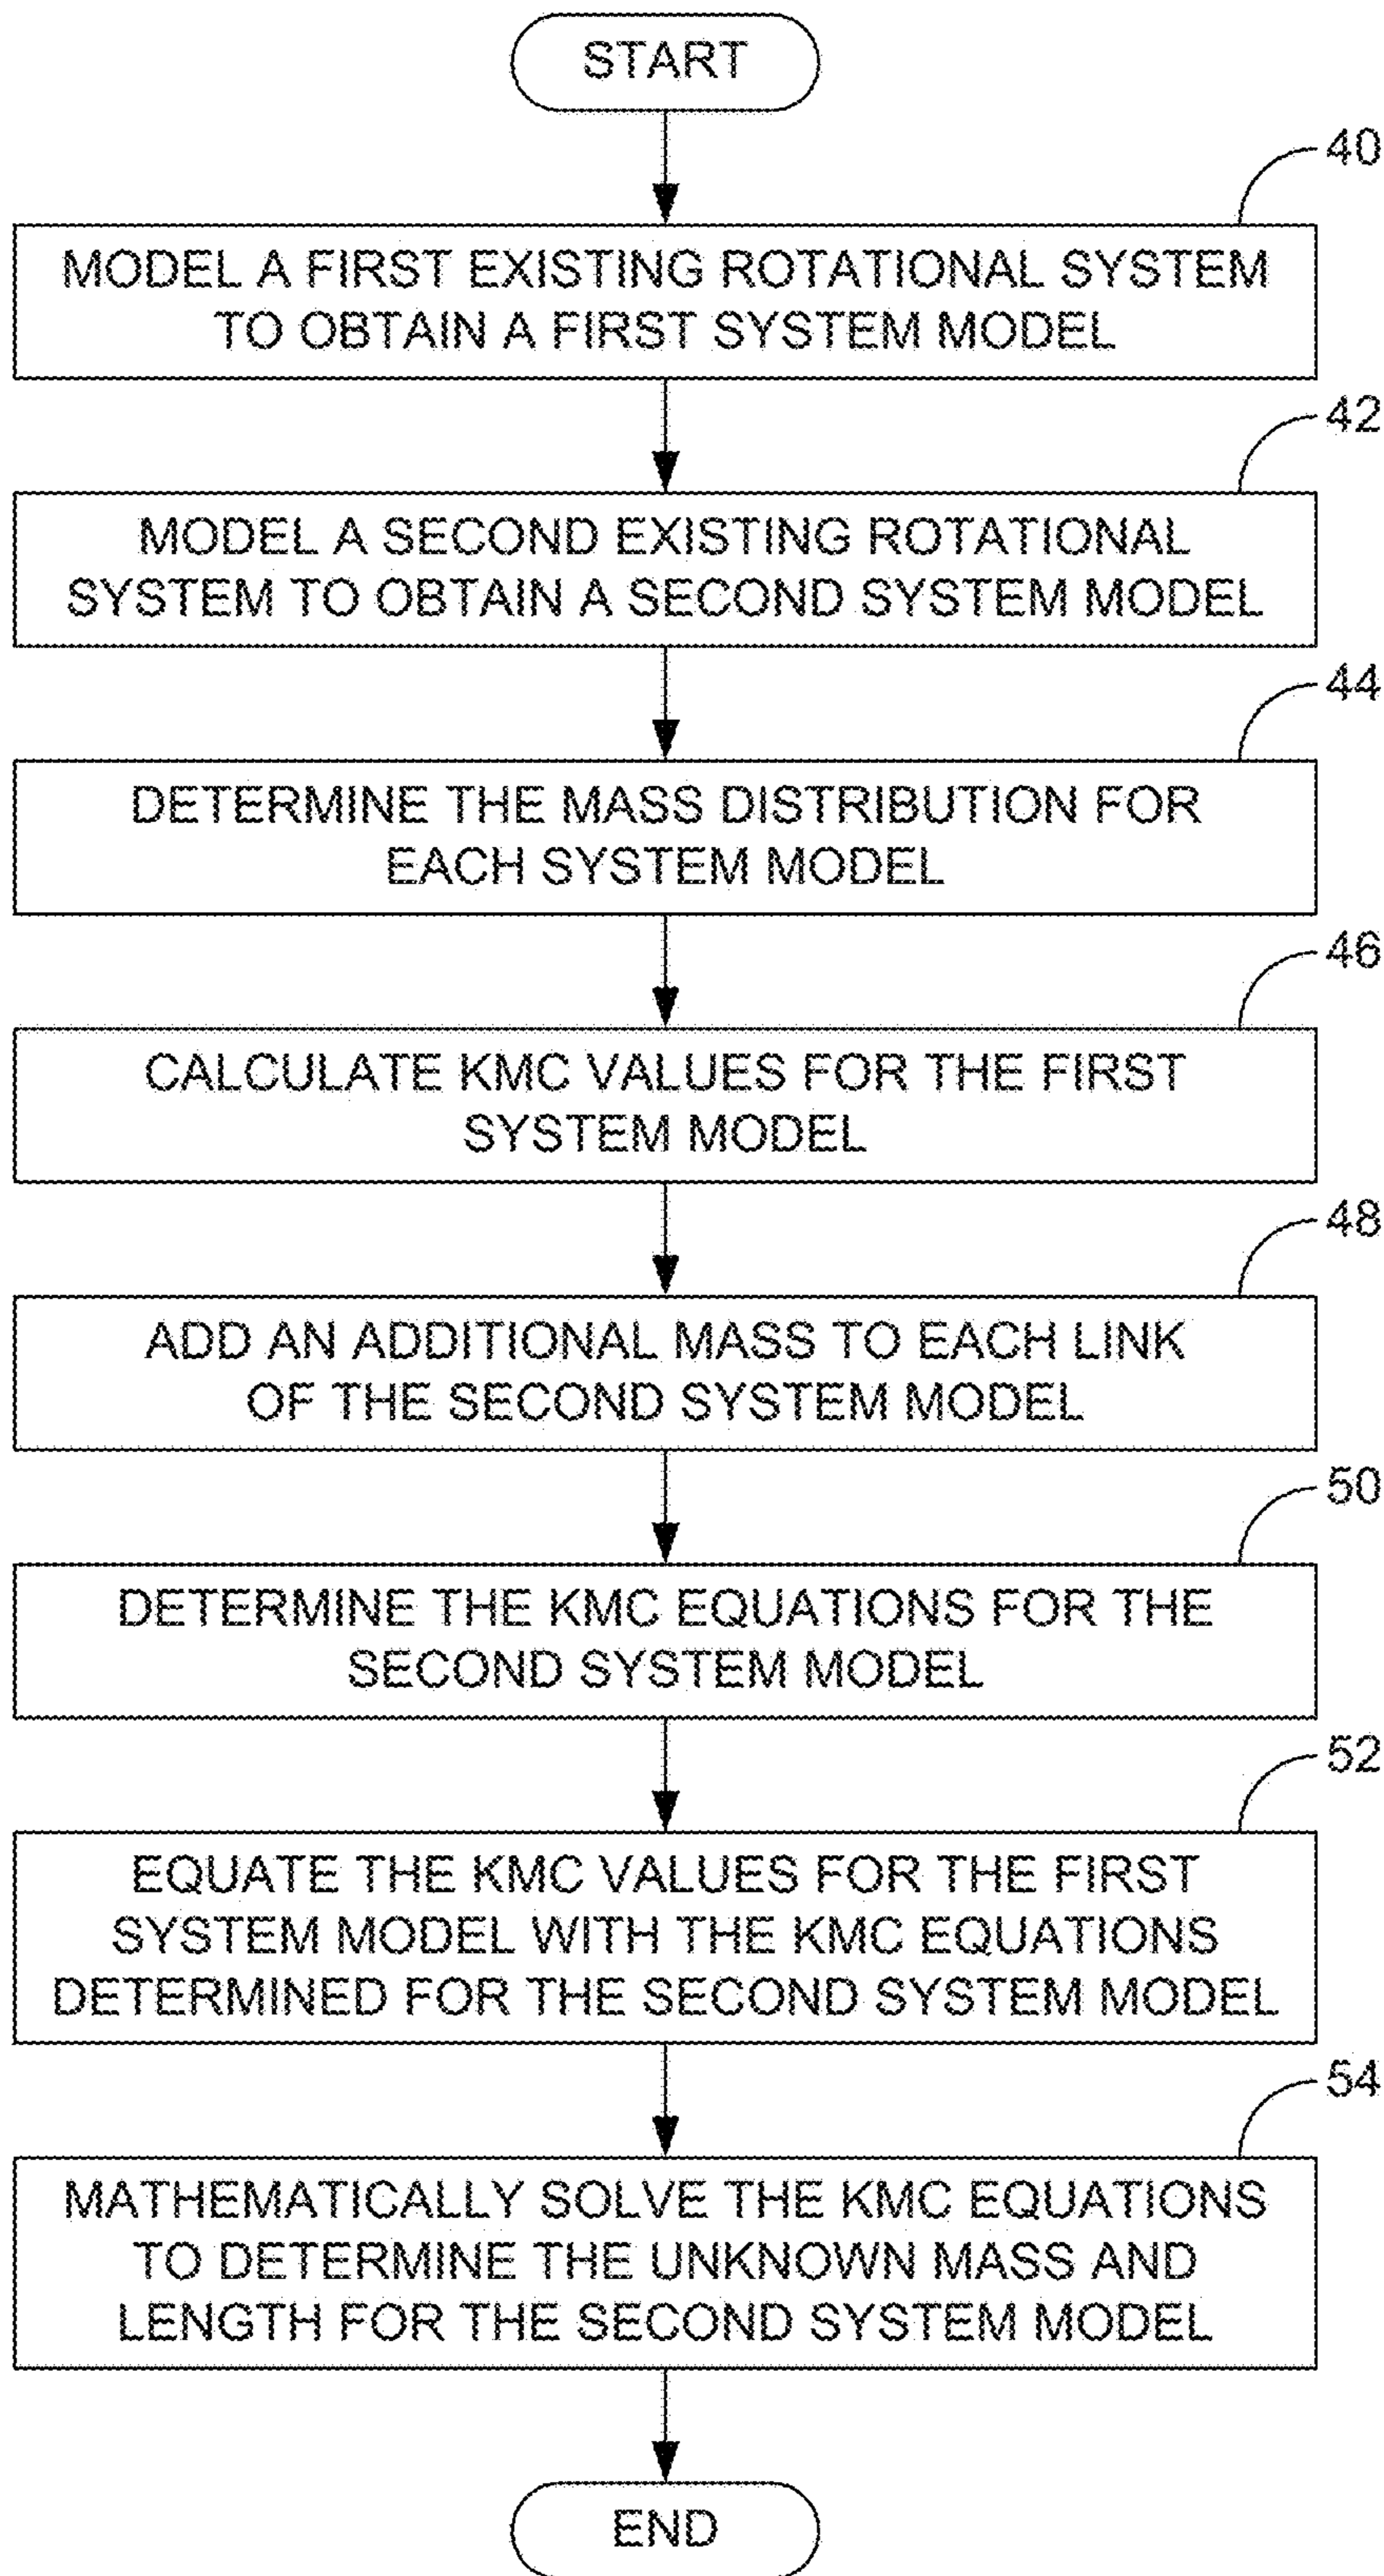 START
40
MODEL A FIRST EXISTING ROTATIONAL SYSTEM
TO OBTAIN A FIRST SYSTEM MODEL
42
MODEL A SECOND EXISTING ROTATIONAL
SYSTEM TO OBTAIN A SECOND SYSTEM MODEL
44
DETERMINE THE MASS DISTRIBUTION FOR
EACH SYSTEM MODEL
46
CALCULATE KMC VALUES FOR THE FIRST
SYSTEM MODEL
48
ADD AN ADDITIONAL MASS TO EACH LINK
OF THE SECOND SYSTEM MODEL
50
DETERMINE THE KMC EQUATIONS FOR THE
SECOND SYSTEM MODEL
52
EQUATE THE KMC VALUES FOR THE FIRST
SYSTEM MODEL WITH THE KMC EQUATIONS
DETERMINED FOR THE SECOND SYSTEM MODEL
54
MATHEMATICALLY SOLVE THE KMC EQUATIONS
TO DETERMINE THE UNKNOWN MASS AND
LENGTH FOR THE SECOND SYSTEM MODEL
END